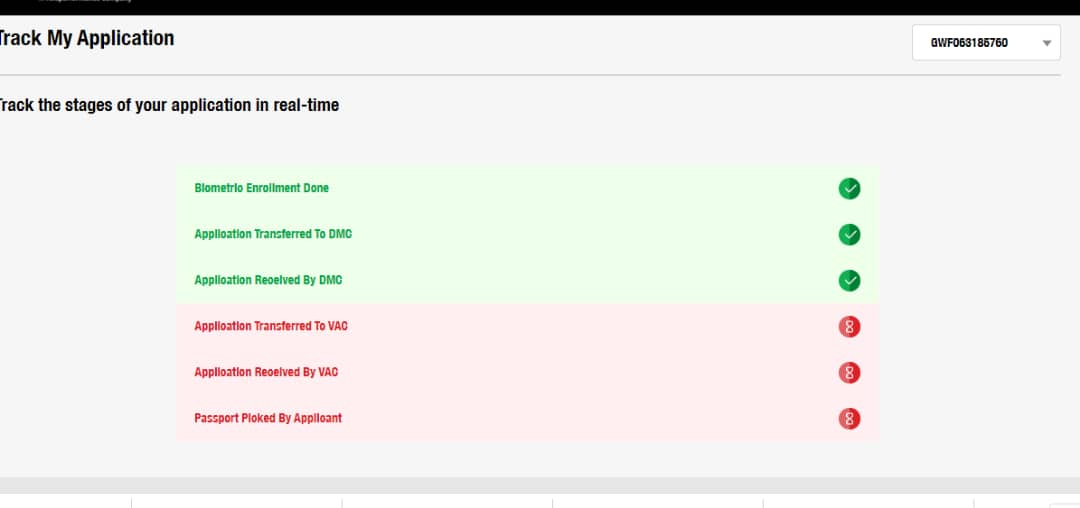 Track My Application
GWF063185760
Track the stages of your application in real-time
Biometric Enrollment Done
Application Transferred To DMC
Application Received By DMC
Application Transferred To VAC
Application Received By VAC
Passport Picked By Applicant